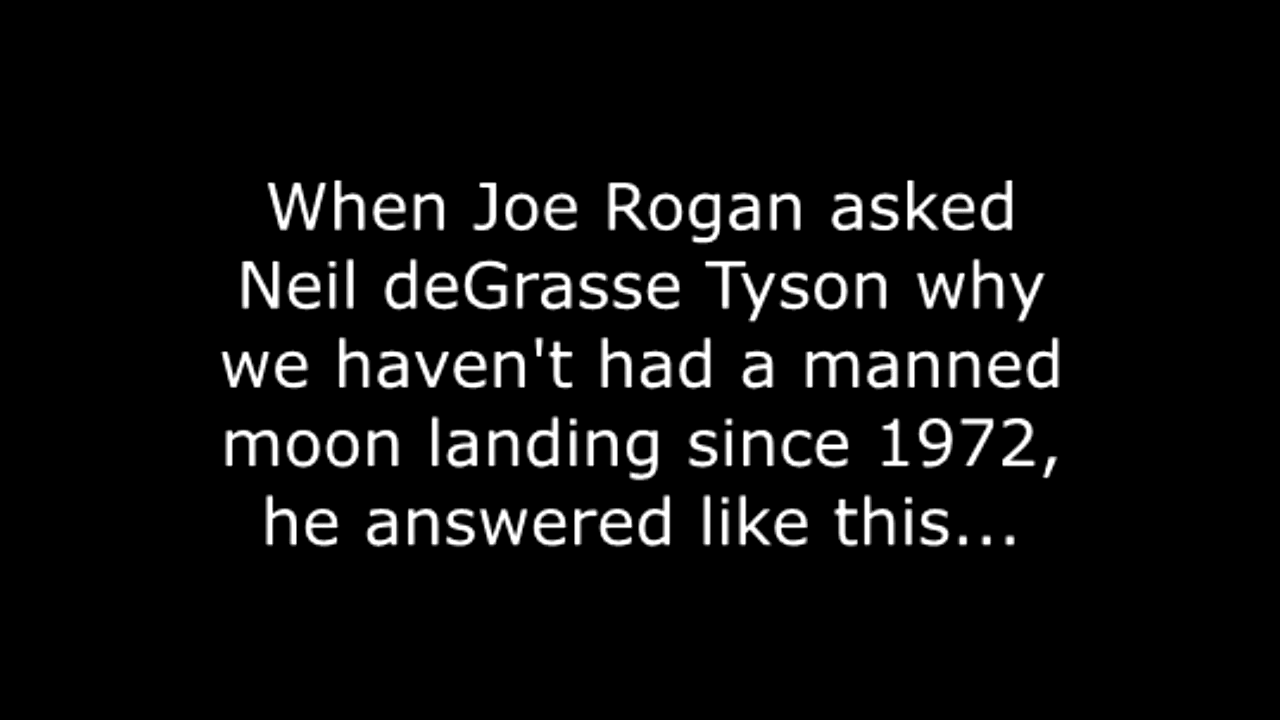 When Joe Rogan asked
Neil deGrasse Tyson why
we haven't had a manned
moon landing since 1972,
he answered like this...